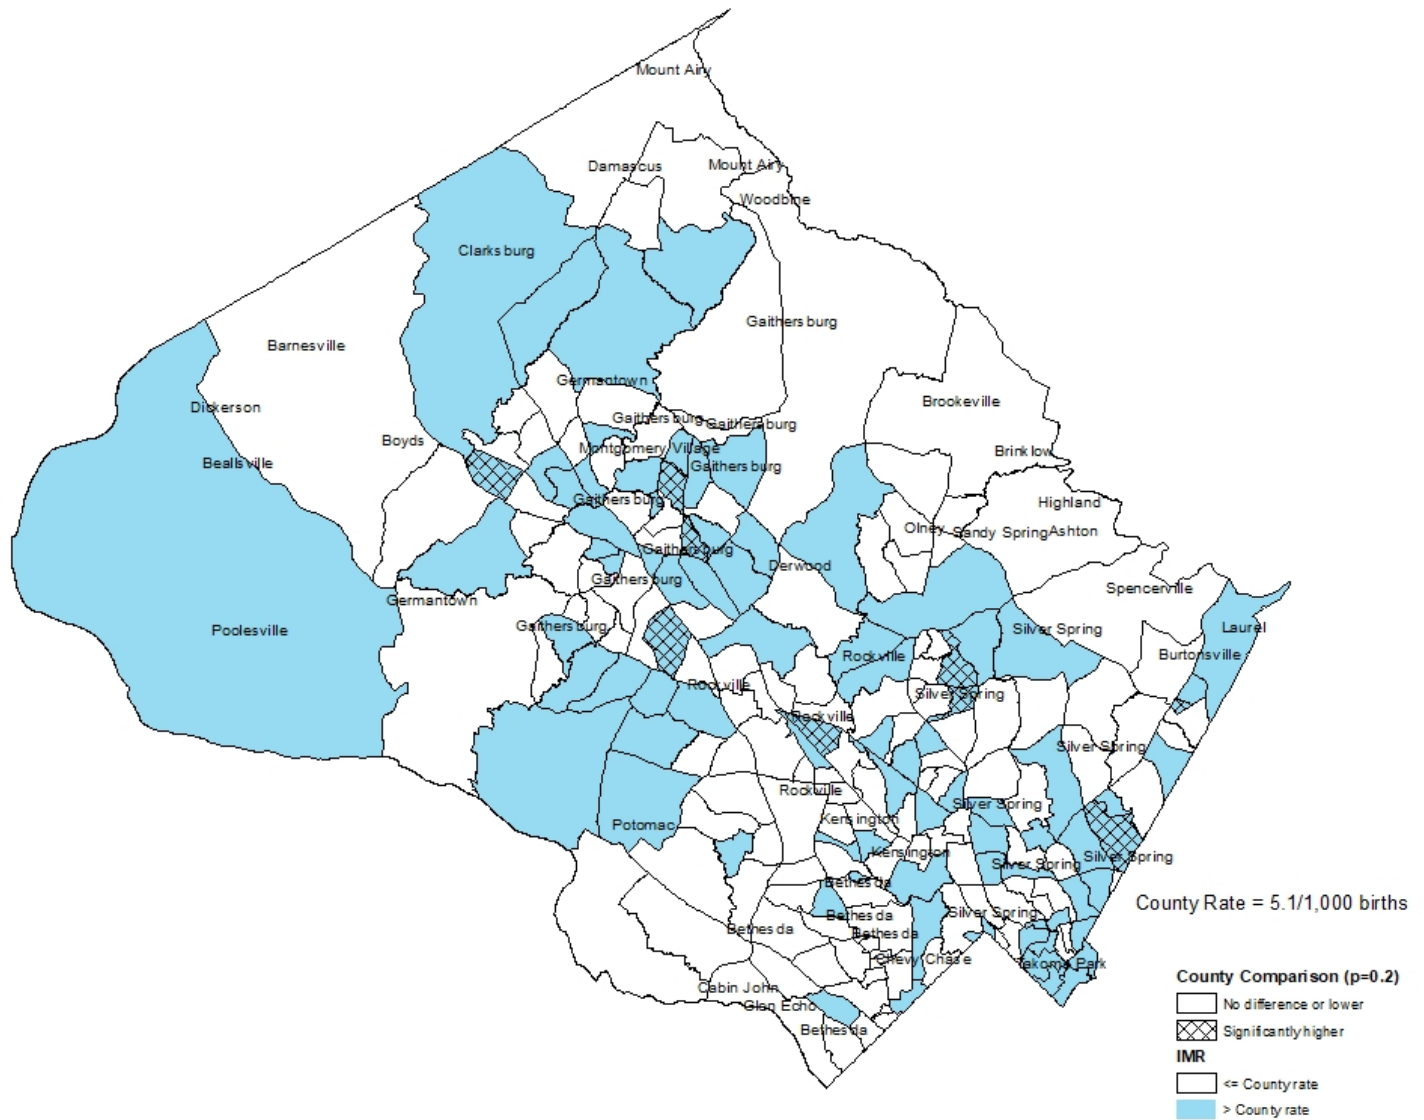 Mount Airy
Damascus
Mount Airy
Woodbine
Clarksburg
Gaithersburg
Barnesville
Germantown
Dickerson
Brookeville
Gaithersburg
Gaithersburg
Boyds
Montgomery Village
Brinklow
Beallsville
Gaithersburg
Gaithersburg
Highland
Olney
Sandy Spring
Ashton
Gaithersburg
Derwood
Gaithersburg
Spencerville
Germantown
Gaithersburg
Poolesville
Silver Spring
Laurel
Rockville
Burtonsville
Rockville
Silver Spring
Rockville
Silver Spring
Rockville
Silver Spring
Kensington
Potomac
Kensington
Silver Spring
Silver Spring
Bethesda
County Rate = 5.1/1,000 births
Bethesda
Silver Spring
Bethesda
Bethesda
Chevy Chase
Takoma Park
Cabin John
Glen Echo
Bethesda
County Comparison (p=0.2)
No difference or lower
Significantly higher
IMR
<= County rate
> County rate